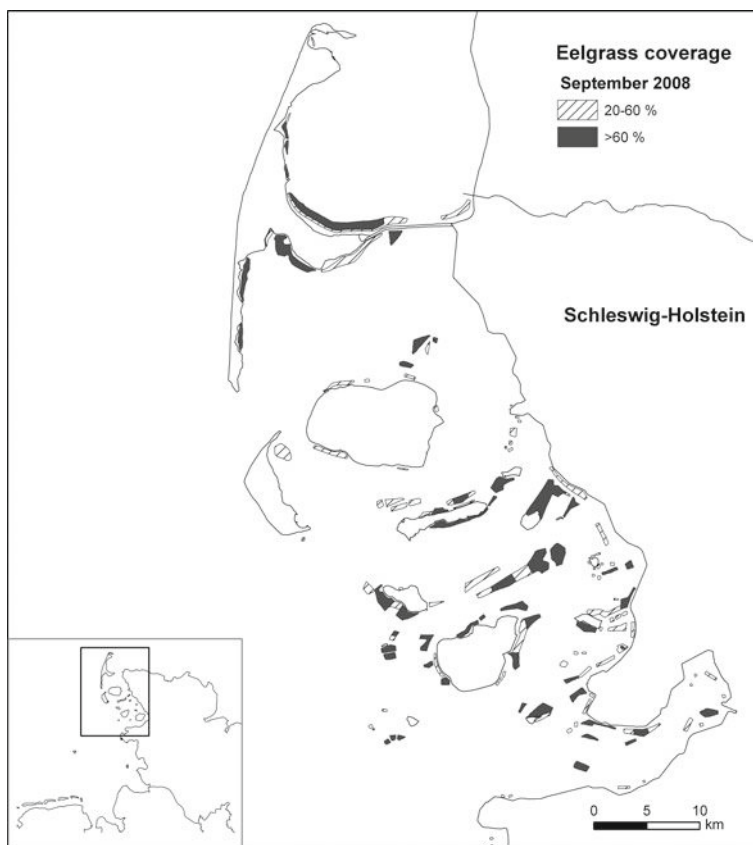 Eelgrass coverage
September 2008
20-60 %
>60 %
Schleswig-Holstein
0 5 10
km